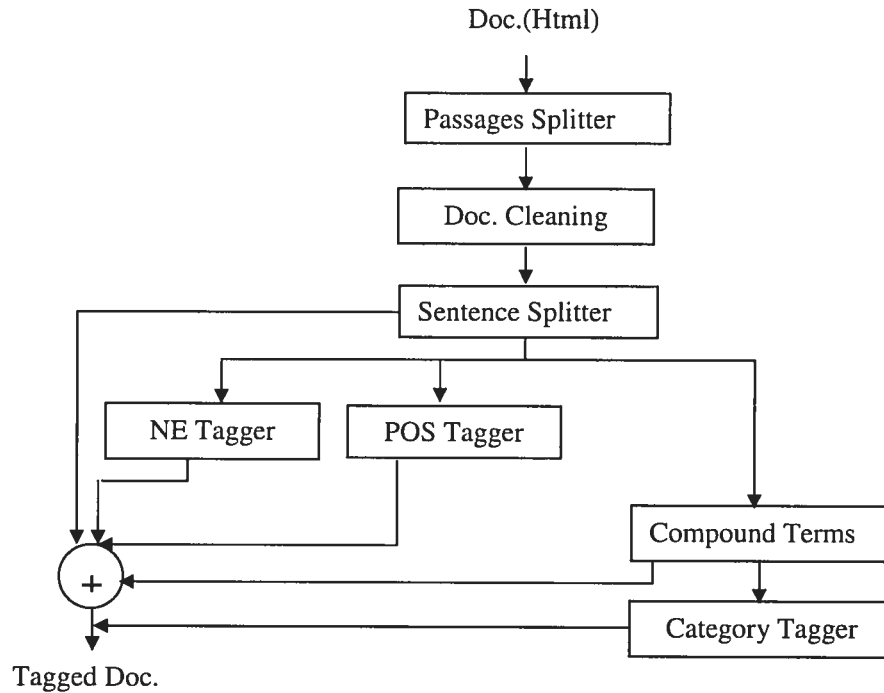 Doc.(Html)
Passages Splitter
Doc. Cleaning
Sentence Splitter
NE Tagger
POS Tagger
Compound Terms
+
Category Tagger
Tagged Doc.